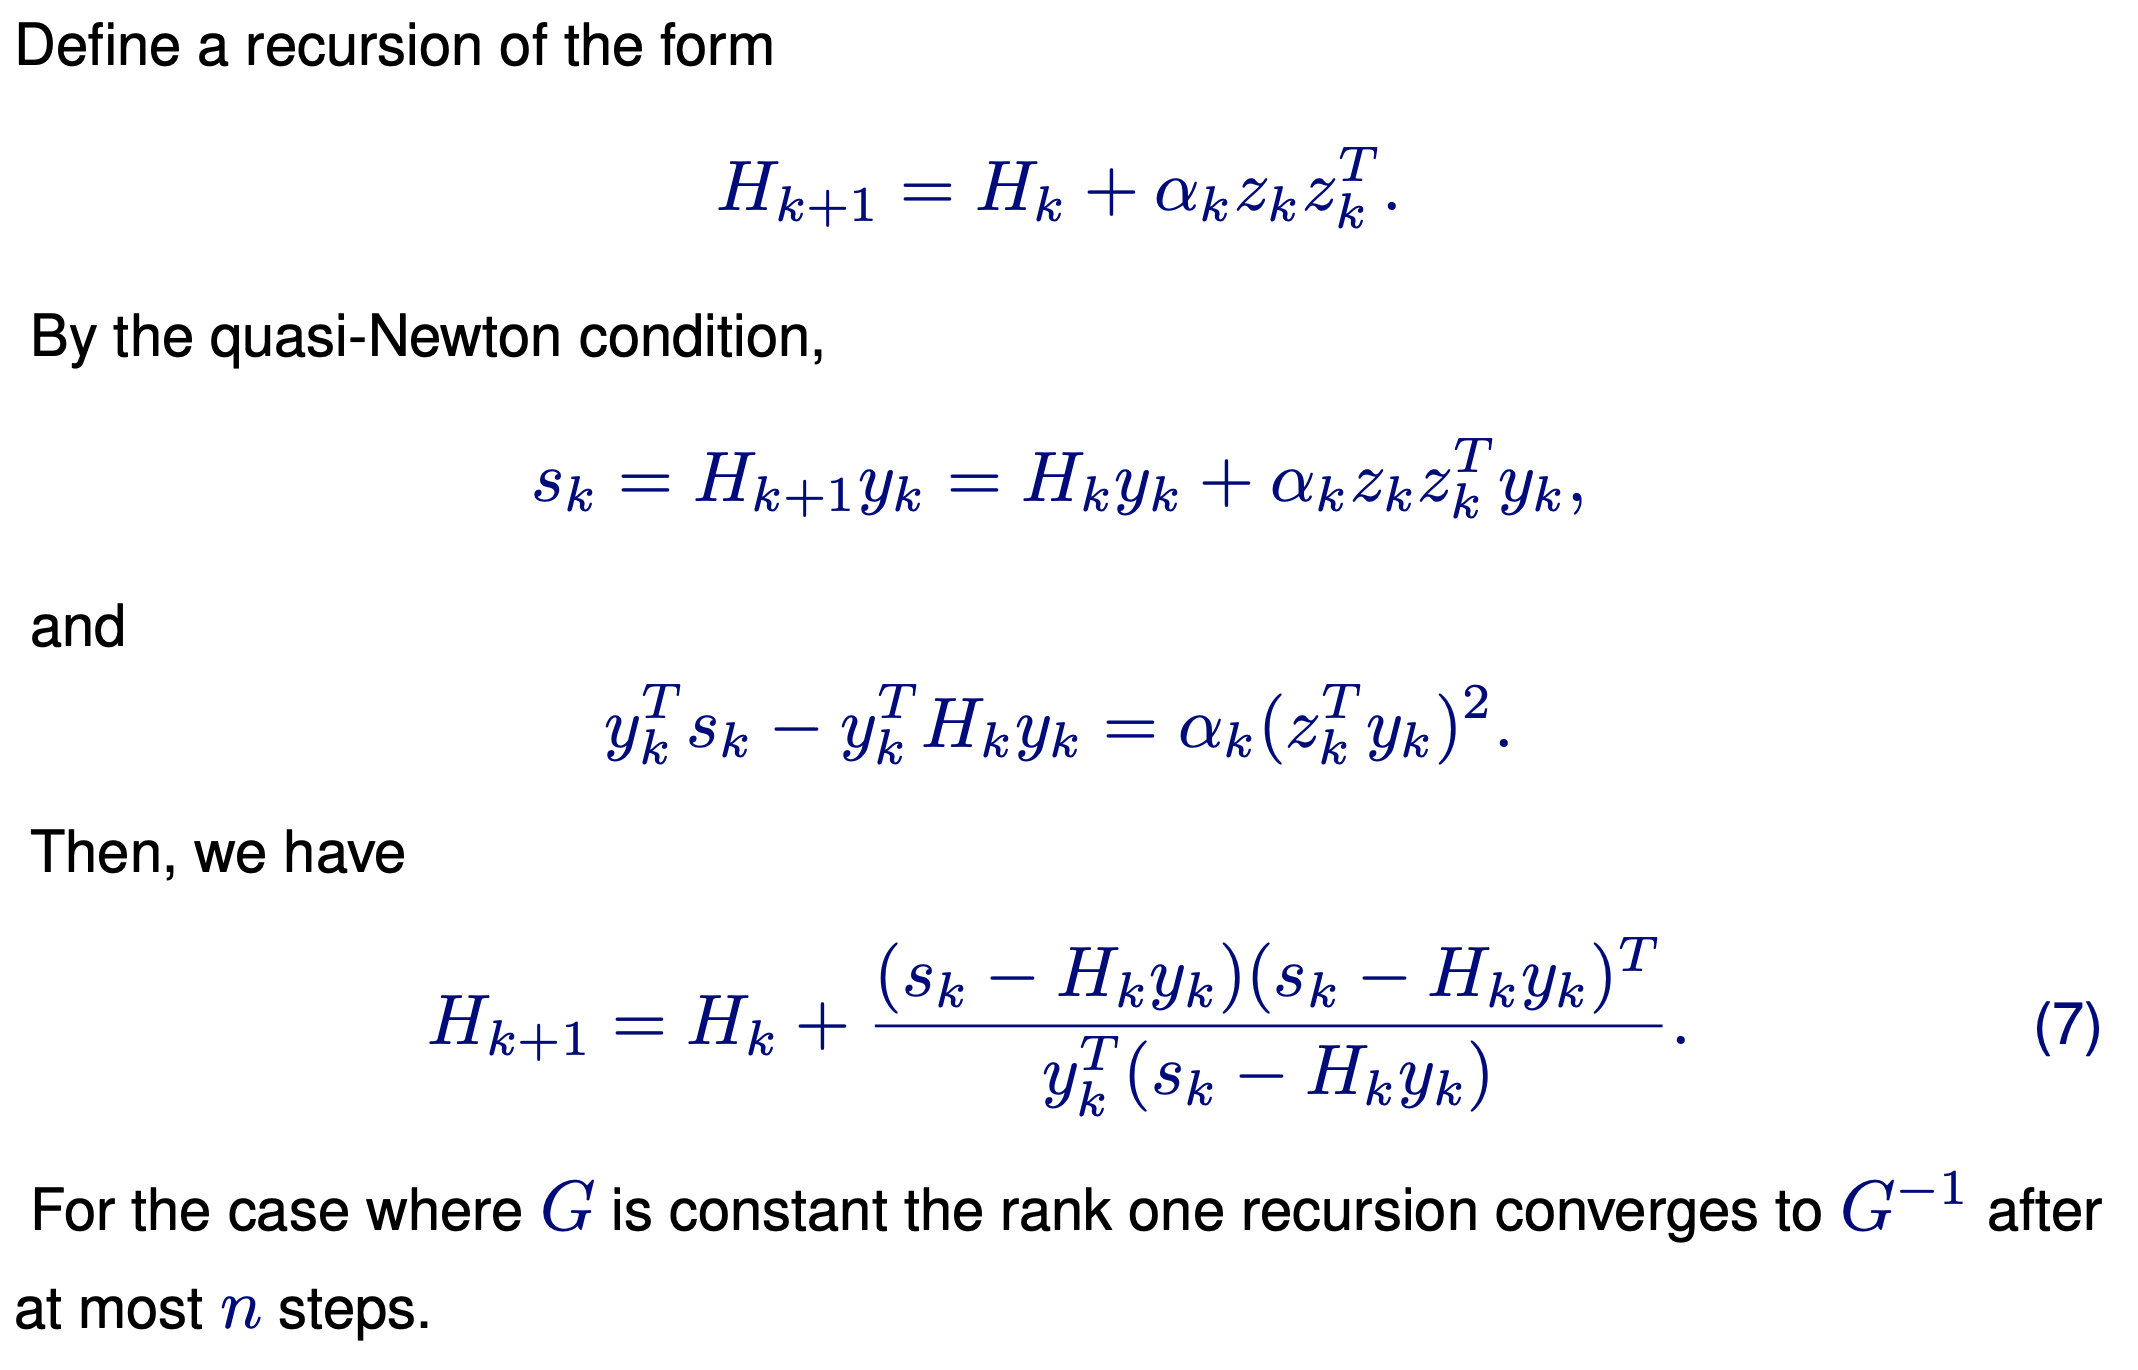 Define a recursion of the form
$$H_{k+1} = H_k + \alpha_k z_k z_k^T.$$
By the quasi-Newton condition,
$$s_k = H_{k+1} y_k = H_k y_k + \alpha_k z_k z_k^T y_k,$$
and
$$y_k^T s_k - y_k^T H_k y_k = \alpha_k (z_k^T y_k)^2.$$
Then, we have
$$H_{k+1} = H_k + \frac{(s_k - H_k y_k)(s_k - H_k y_k)^T}{y_k^T (s_k - H_k y_k)}. \quad (7)$$
For the case where $G$ is constant the rank one recursion converges to $G^{-1}$ after
at most $n$ steps.